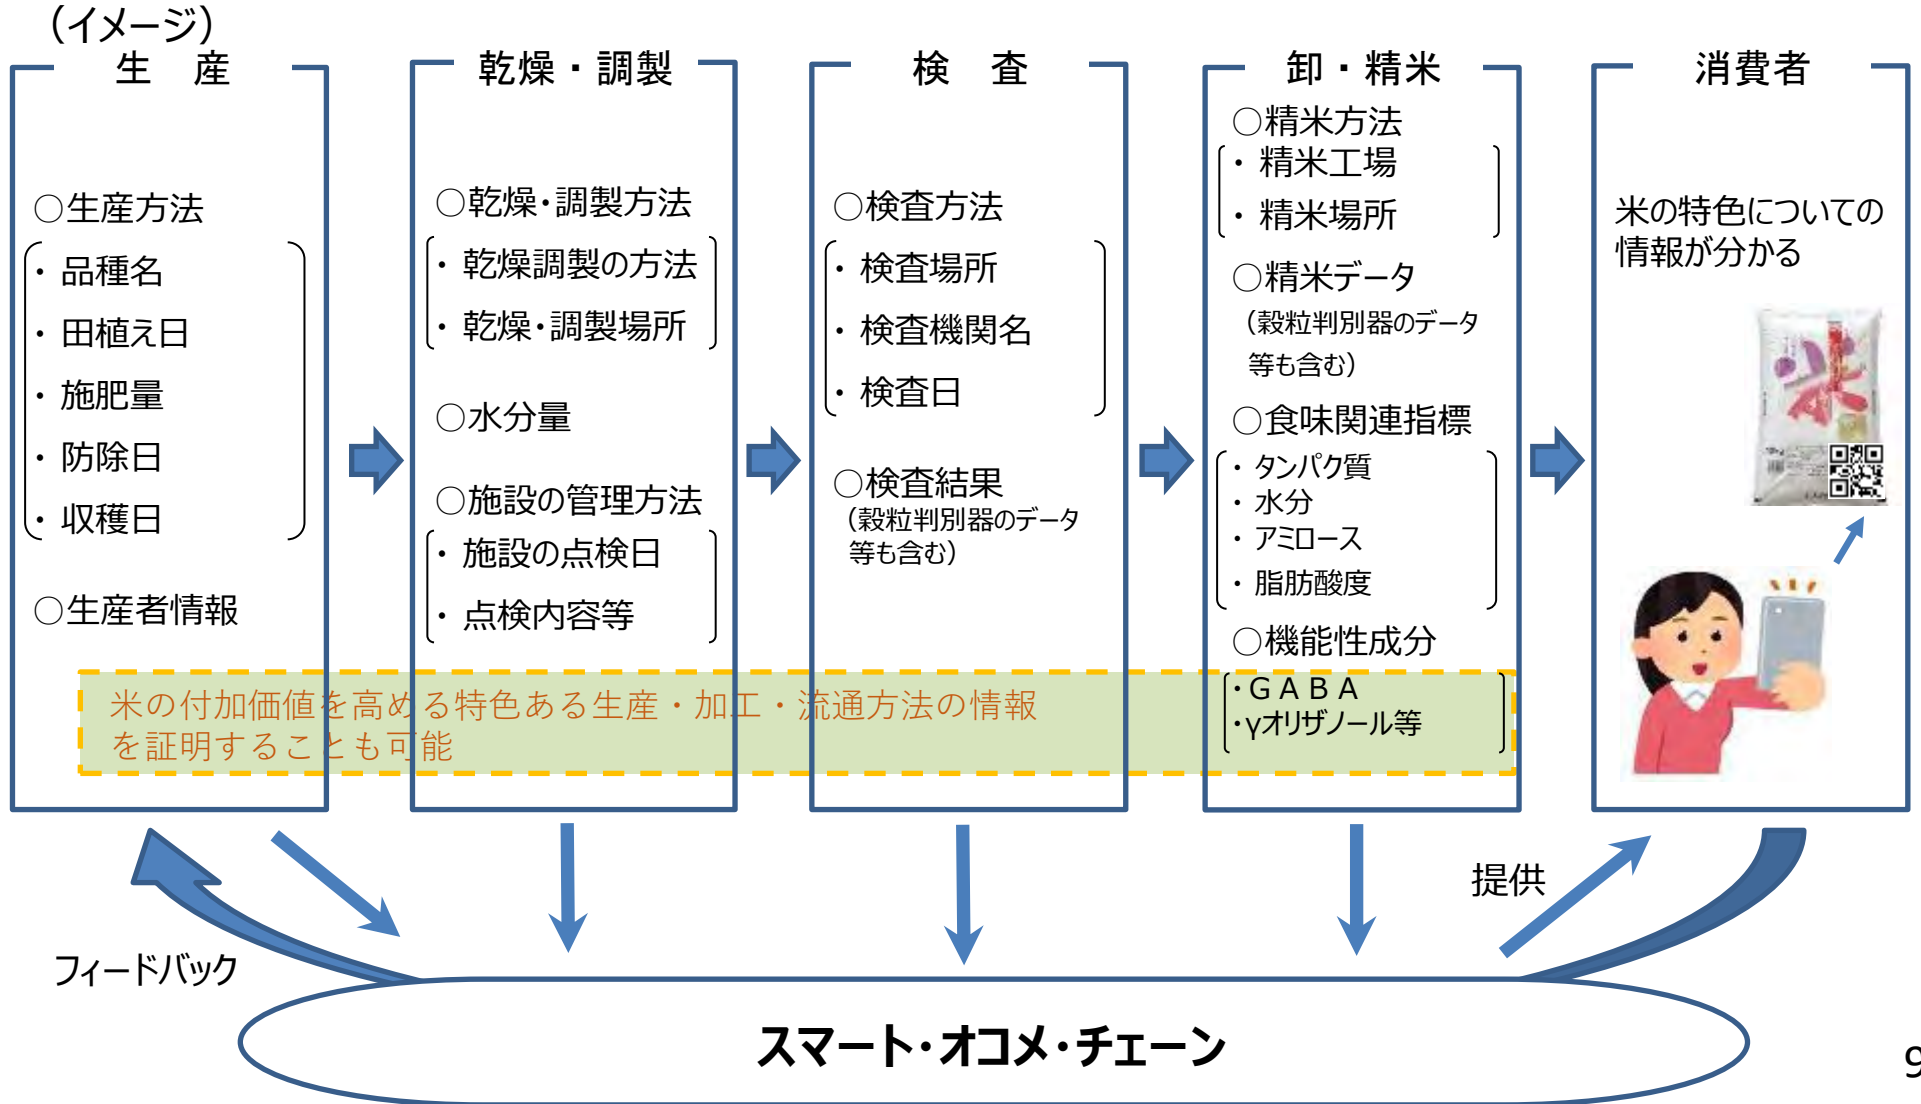 （イメージ）
生　産
○生産方法
・ 品種名
・ 田植え日
・ 施肥量
・ 防除日
・ 収穫日
○生産者情報
乾燥・調製
○乾燥・調製方法
・ 乾燥調製の方法
・ 乾燥・調製場所
○水分量
○施設の管理方法
・ 施設の点検日
・ 点検内容等
検　査
○検査方法
・ 検査場所
・ 検査機関名
・ 検査日
○検査結果
（穀粒判別器のデータ
等も含む）
卸・精米
○精米方法
・ 精米工場
・ 精米場所
○精米データ
（穀粒判別器のデータ
等も含む）
○食味関連指標
・ タンパク質
・ 水分
・ アミロース
・ 脂肪酸度
○機能性成分
・ＧＡＢＡ
・γオリザノール等
消費者
米の特色についての
情報が分かる
米
米の付加価値を高める特色ある生産・加工・流通方法の情報
を証明することも可能
提供
フィードバック
スマート・オコメ・チェーン
9